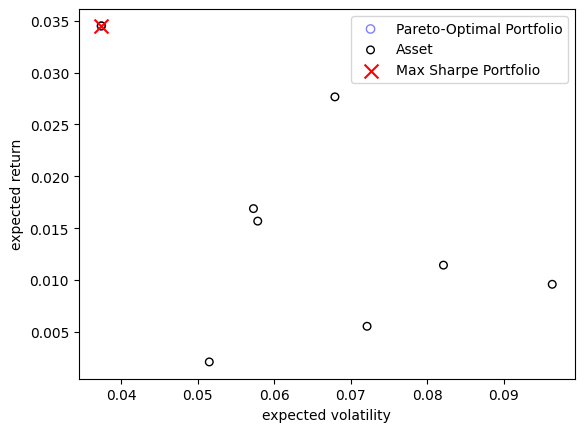 0.035
0.030
0.025
0.020
0.015
0.010
0.005
expected return
Pareto-Optimal Portfolio
Asset
Max Sharpe Portfolio
0.04 0.05 0.06 0.07 0.08 0.09
expected volatility